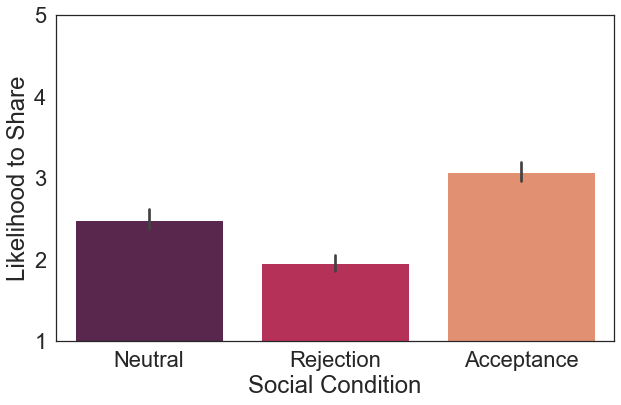 5
4
3
2
1
Likelihood to Share
Neutral Rejection Acceptance
Social Condition